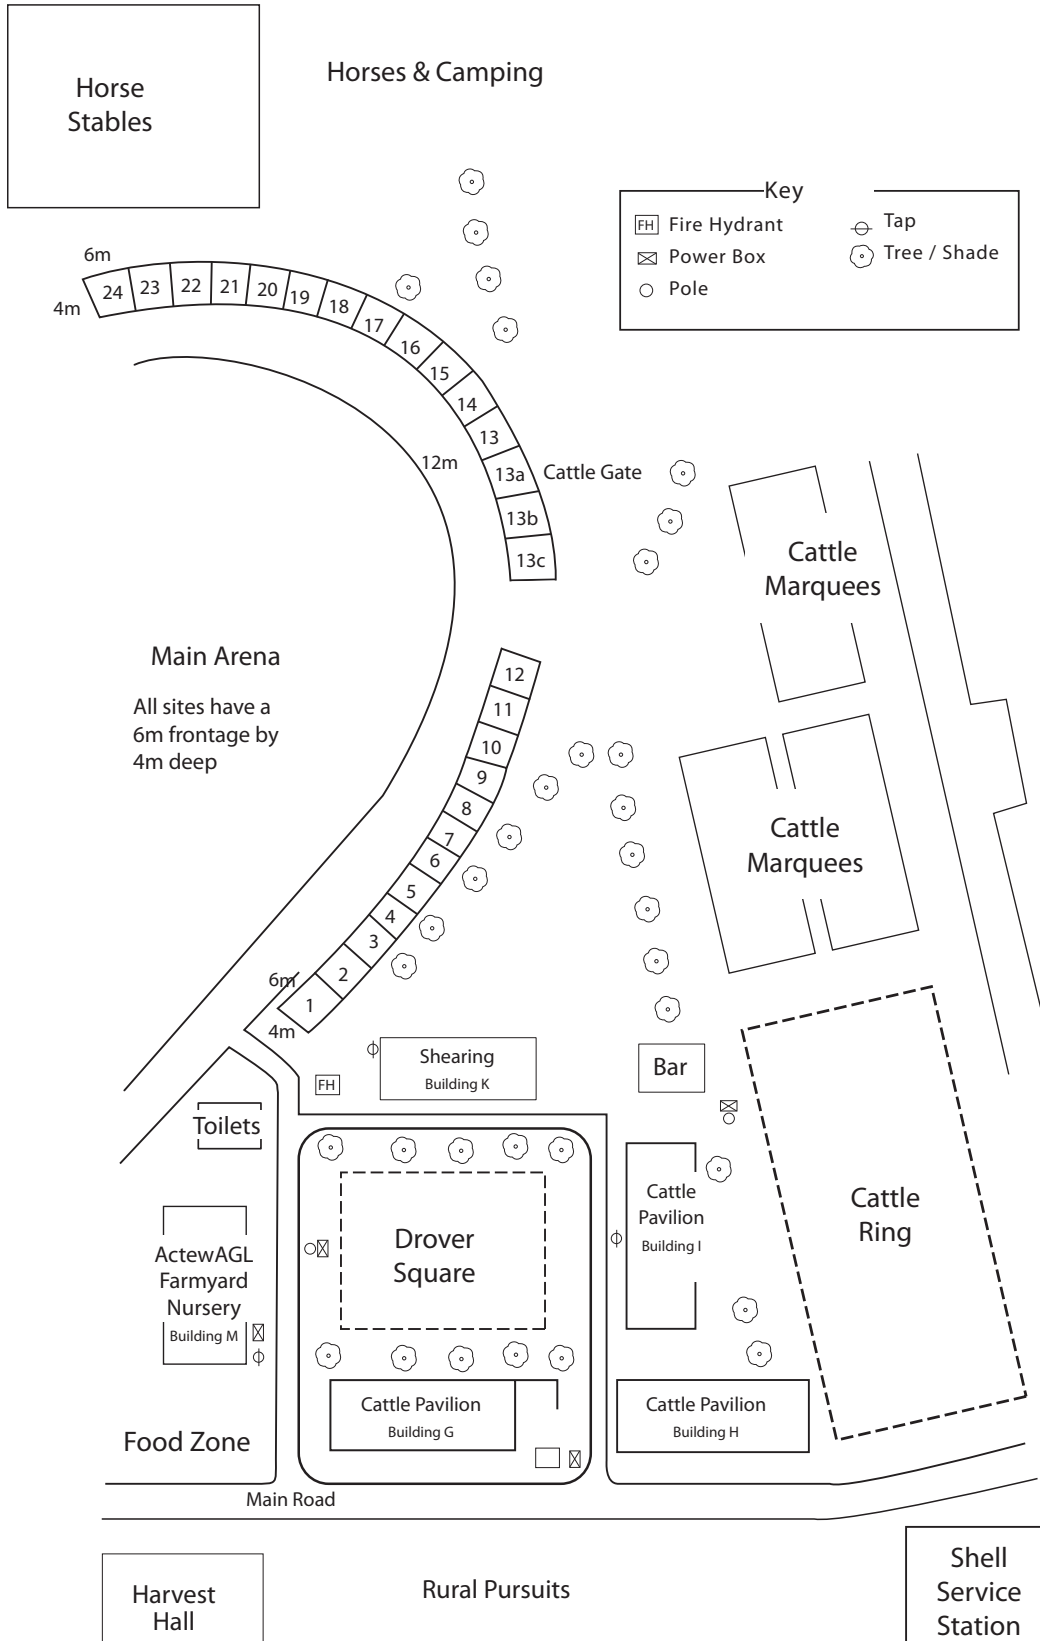 Horse
Stables
Horses & Camping
Key
FH Fire Hydrant
Power Box
Pole
Tap
Tree / Shade
6m
4m
24
23
22
21
20
19
18
17
16
15
14
13
13a
13b
13c
12m
Cattle Gate
Cattle
Marquees
Main Arena
All sites have a
6m frontage by
4m deep
12
11
10
9
8
7
6
5
4
3
2
1
6m
4m
Cattle
Marquees
Shearing
Building K
FH
Bar
Toilets
Cattle
Pavilion
Building I
Cattle
Ring
Drover
Square
ActewAGL
Farmyard
Nursery
Building M
Cattle Pavilion
Building G
Cattle Pavilion
Building H
Food Zone
Main Road
Harvest
Hall
Rural Pursuits
Shell
Service
Station